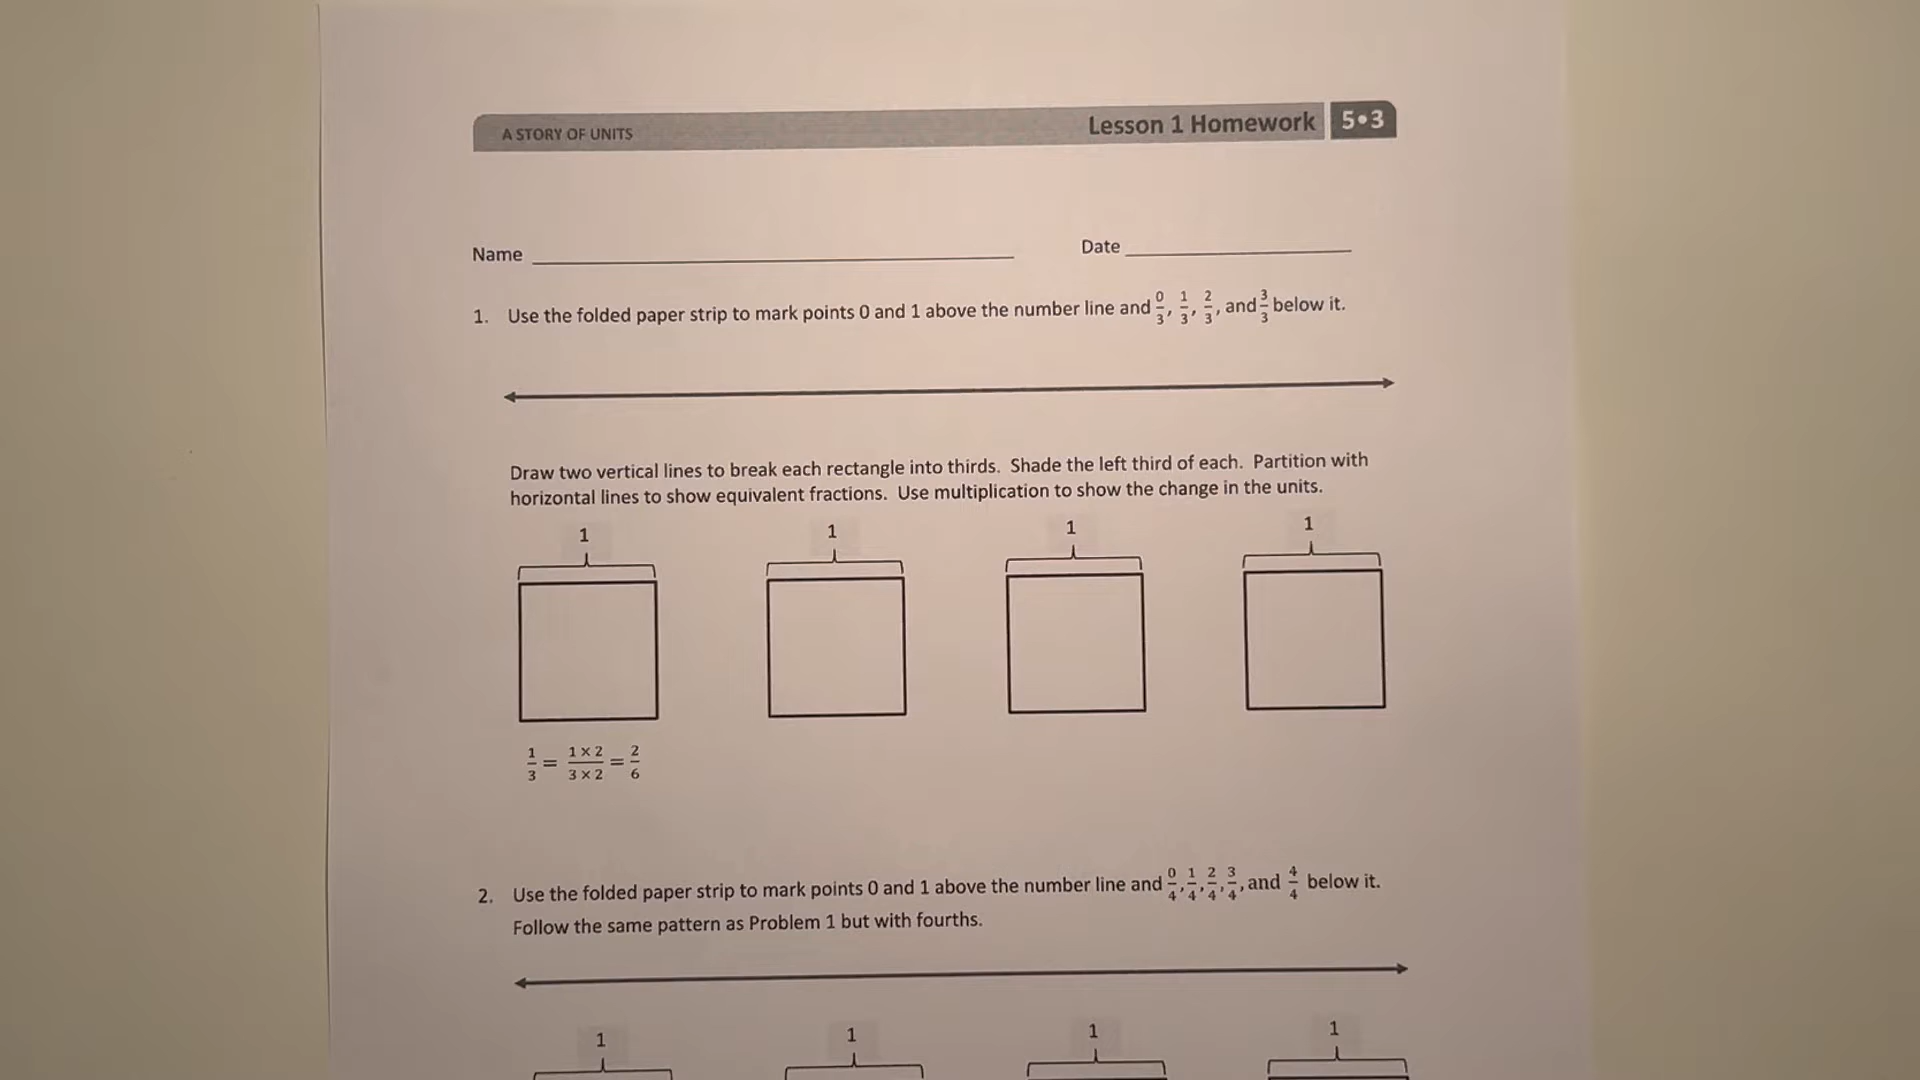 A STORY OF UNITS
Lesson 1 Homework 5•3
Name
Date
1. Use the folded paper strip to mark points 0 and 1 above the number line and 0/3, 1/3, 2/3, and 3/3 below it.
Draw two vertical lines to break each rectangle into thirds. Shade the left third of each. Partition with
horizontal lines to show equivalent fractions. Use multiplication to show the change in the units.
1 1 1 1
1/3 = 1 x 2/3 x 2 = 2/6
2. Use the folded paper strip to mark points 0 and 1 above the number line and 0/4, 1/4, 2/4, 3/4, and 4/4 below it.
Follow the same pattern as Problem 1 but with fourths.
1 1 1 1